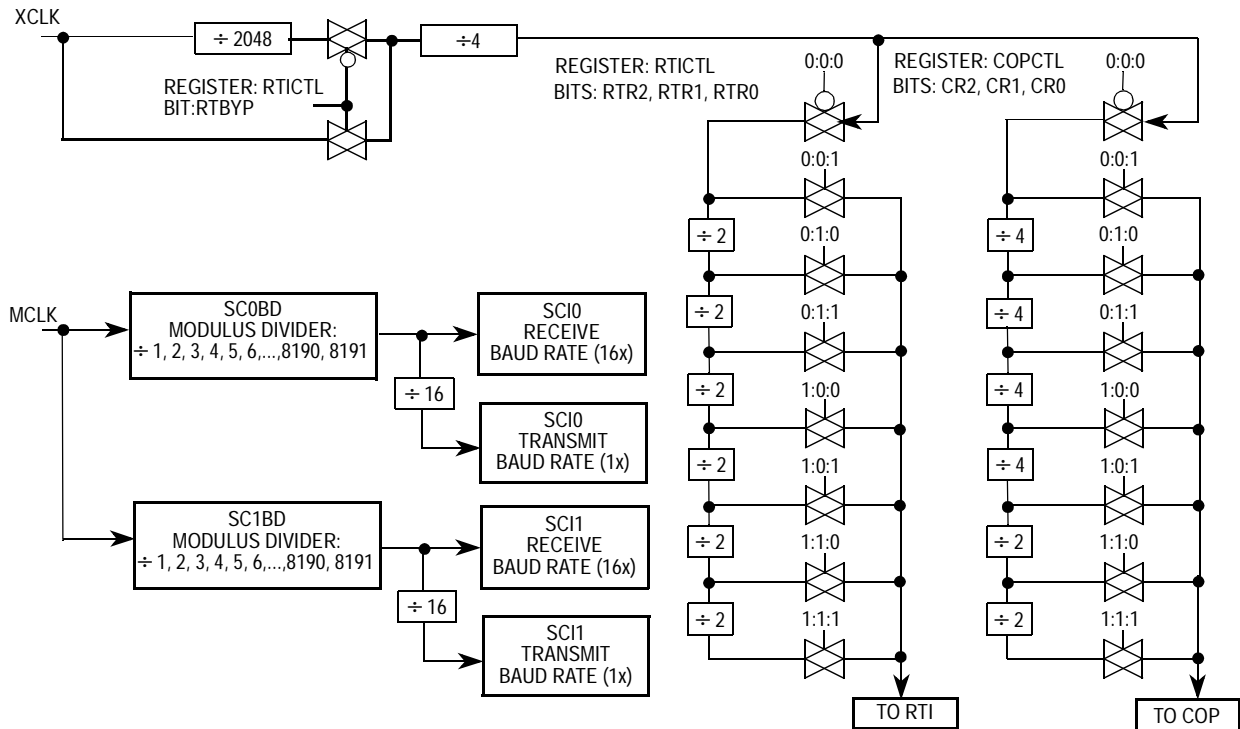 XCLK
÷ 2048
÷4
REGISTER: RTICTL
BIT:RTBYP
REGISTER: RTICTL
BITS: RTR2, RTR1, RTR0
0:0:0
REGISTER: COPCTL
BITS: CR2, CR1, CR0
0:0:0
MCLK
SC0BD
MODULUS DIVIDER:
÷ 1, 2, 3, 4, 5, 6,...,8190, 8191
SCI0
RECEIVE
BAUD RATE (16x)
÷ 16
SCI0
TRANSMIT
BAUD RATE (1x)
SC1BD
MODULUS DIVIDER:
÷ 1, 2, 3, 4, 5, 6,...,8190, 8191
SCI1
RECEIVE
BAUD RATE (16x)
÷ 16
SCI1
TRANSMIT
BAUD RATE (1x)
0:0:1
÷ 2
0:1:0
÷ 2
0:1:1
÷ 2
1:0:0
÷ 2
1:0:1
÷ 2
1:1:0
÷ 2
1:1:1
TO RTI
0:0:1
÷ 4
0:1:0
÷ 4
0:1:1
÷ 4
1:0:0
÷ 4
1:0:1
÷ 2
1:1:0
÷ 2
1:1:1
TO COP